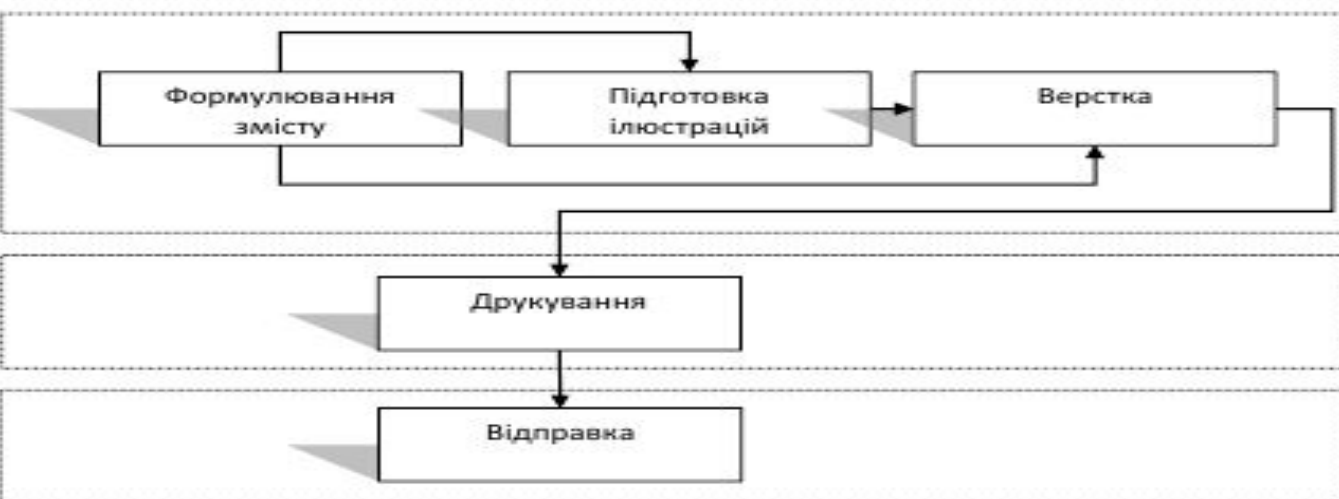 Формулювання
змісту
Підготовка
ілюстрацій
Верстка
Друкування
Відправка